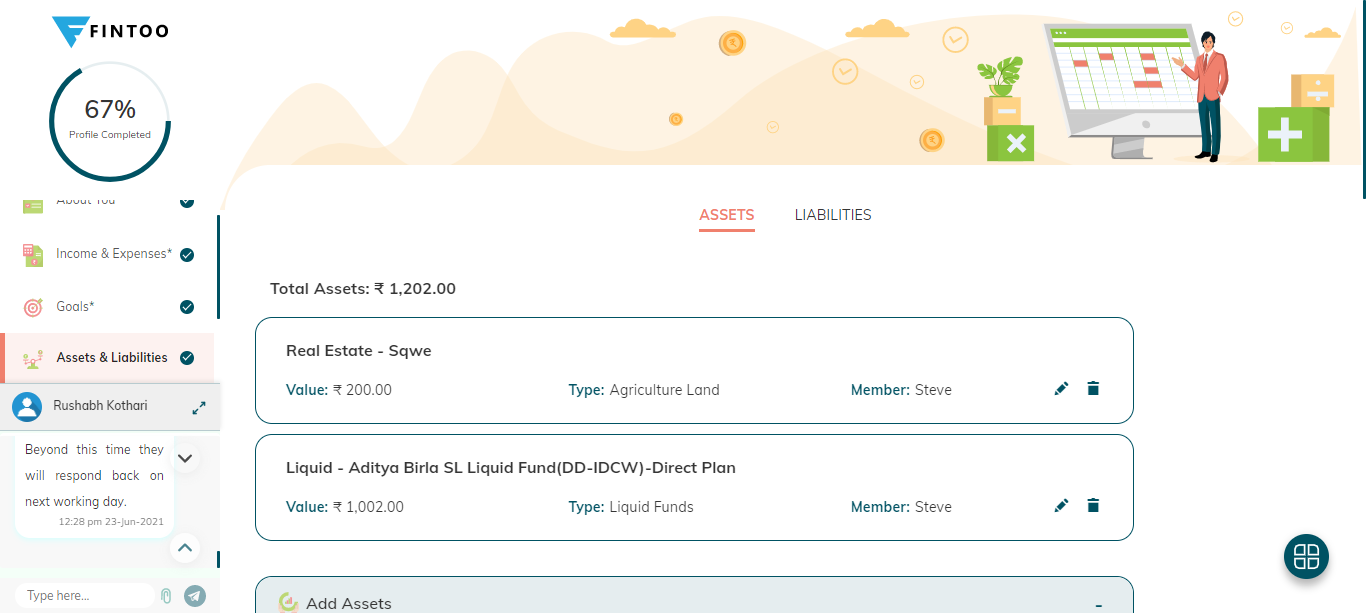 FINTOO
67%
Profile Completed
About You
Income & Expenses*
Goals*
Assets & Liabilities
Rushabh Kothari
Beyond this time they
will respond back on
next working day.
12:28 pm 23-Jun-2021
Type here...
ASSETS LIABILITIES
Total Assets: ₹ 1,202.00
Real Estate - Sqwe
Value: ₹ 200.00 Type: Agriculture Land Member: Steve
Liquid - Aditya Birla SL Liquid Fund(DD-IDCW)-Direct Plan
Value: ₹ 1,002.00 Type: Liquid Funds Member: Steve
Add Assets -